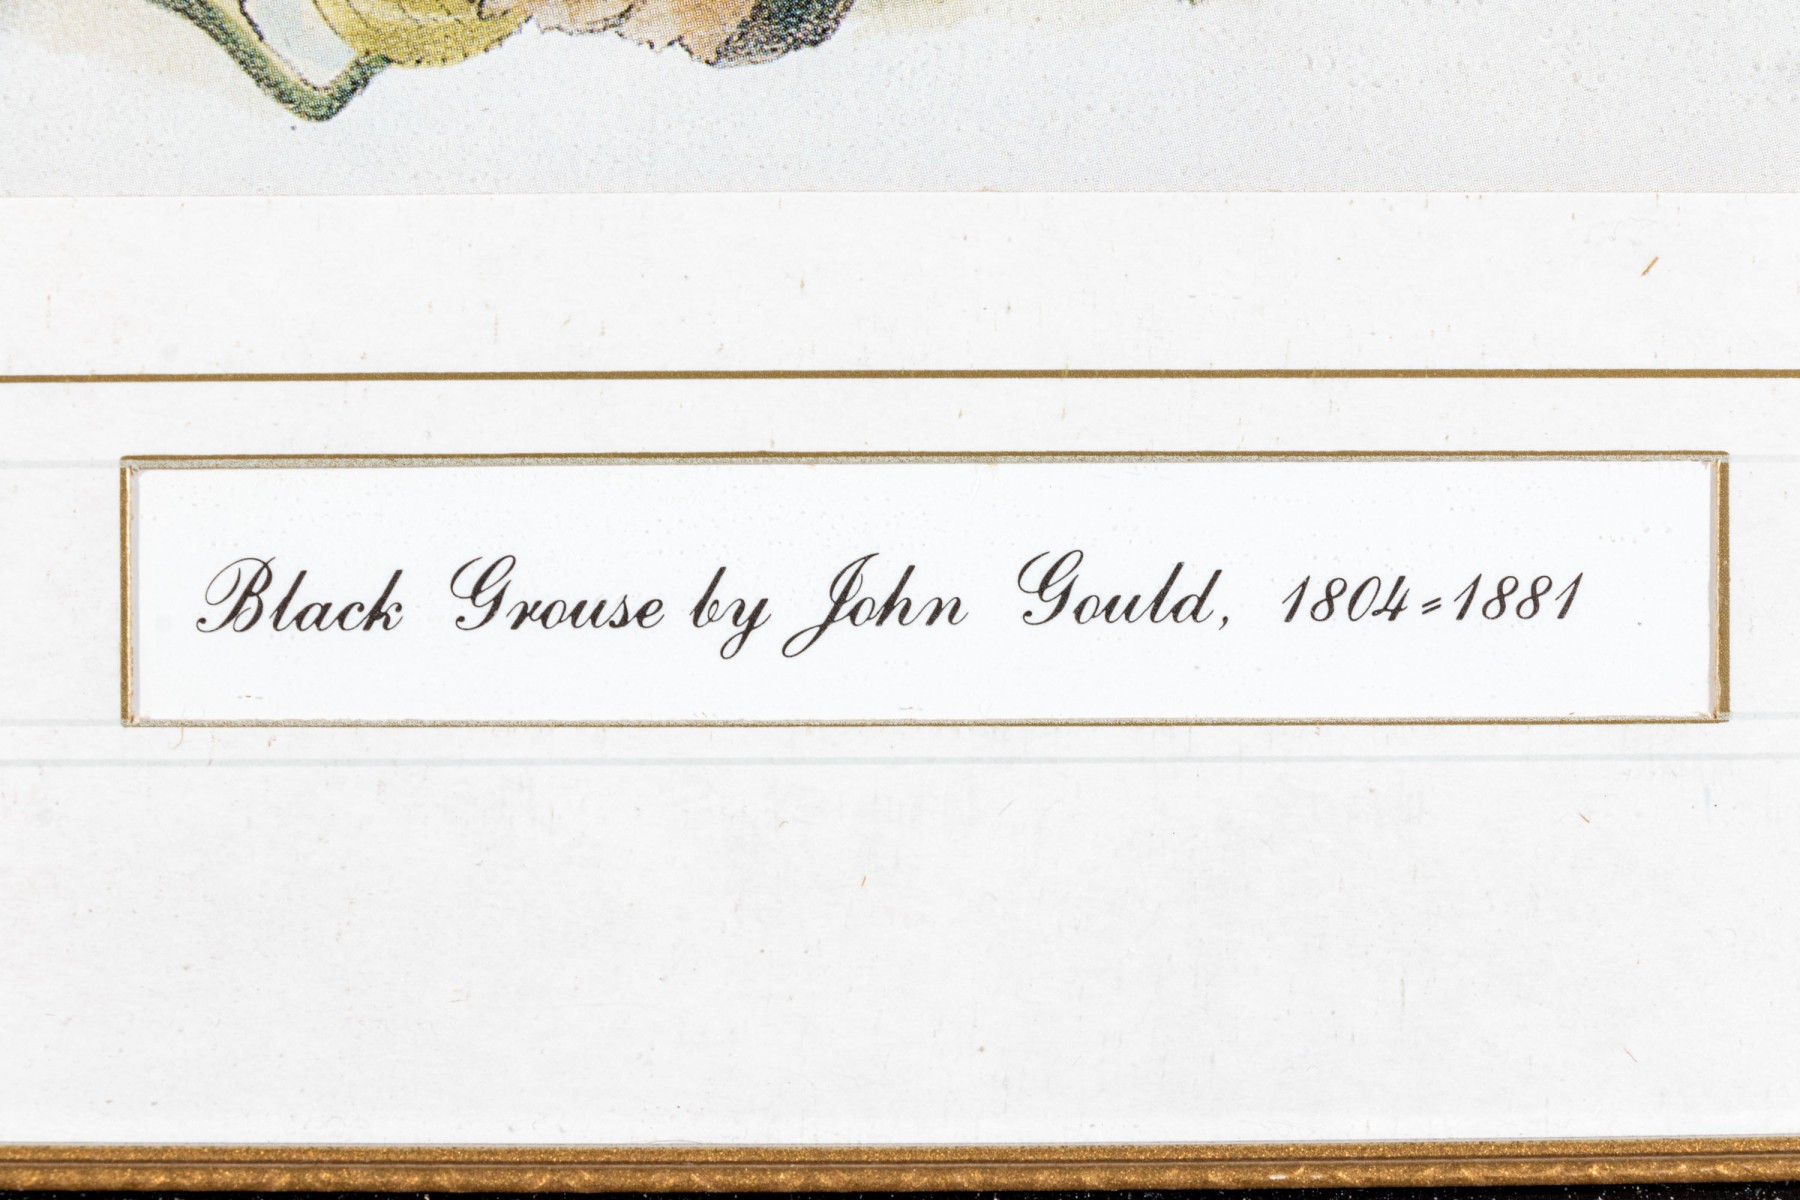 Black Grouse by John Gould, 1804=1881